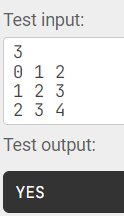 Test input:
3
0 1 2
1 2 3
2 3 4
Test output:
YES